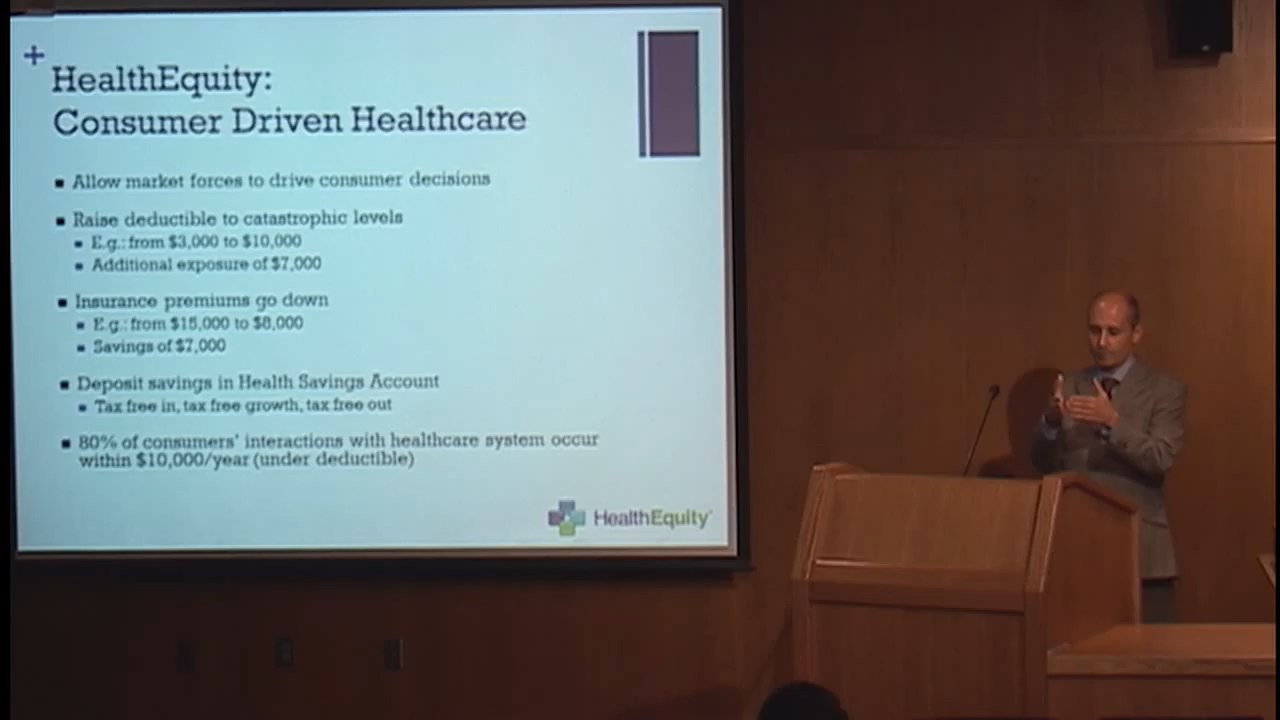 +
HealthEquity:
Consumer Driven Healthcare
▪ Allow market forces to drive consumer decisions
▪ Raise deductible to catastrophic levels
▪ E.g.: from $3,000 to $10,000
▪ Additional exposure of $7,000
▪ Insurance premiums go down
▪ E.g.: from $15,000 to $8,000
▪ Savings of $7,000
▪ Deposit savings in Health Savings Account
▪ Tax free in, tax free growth, tax free out
▪ 80% of consumers' interactions with healthcare system occur
within $10,000/year (under deductible)
HealthEquity